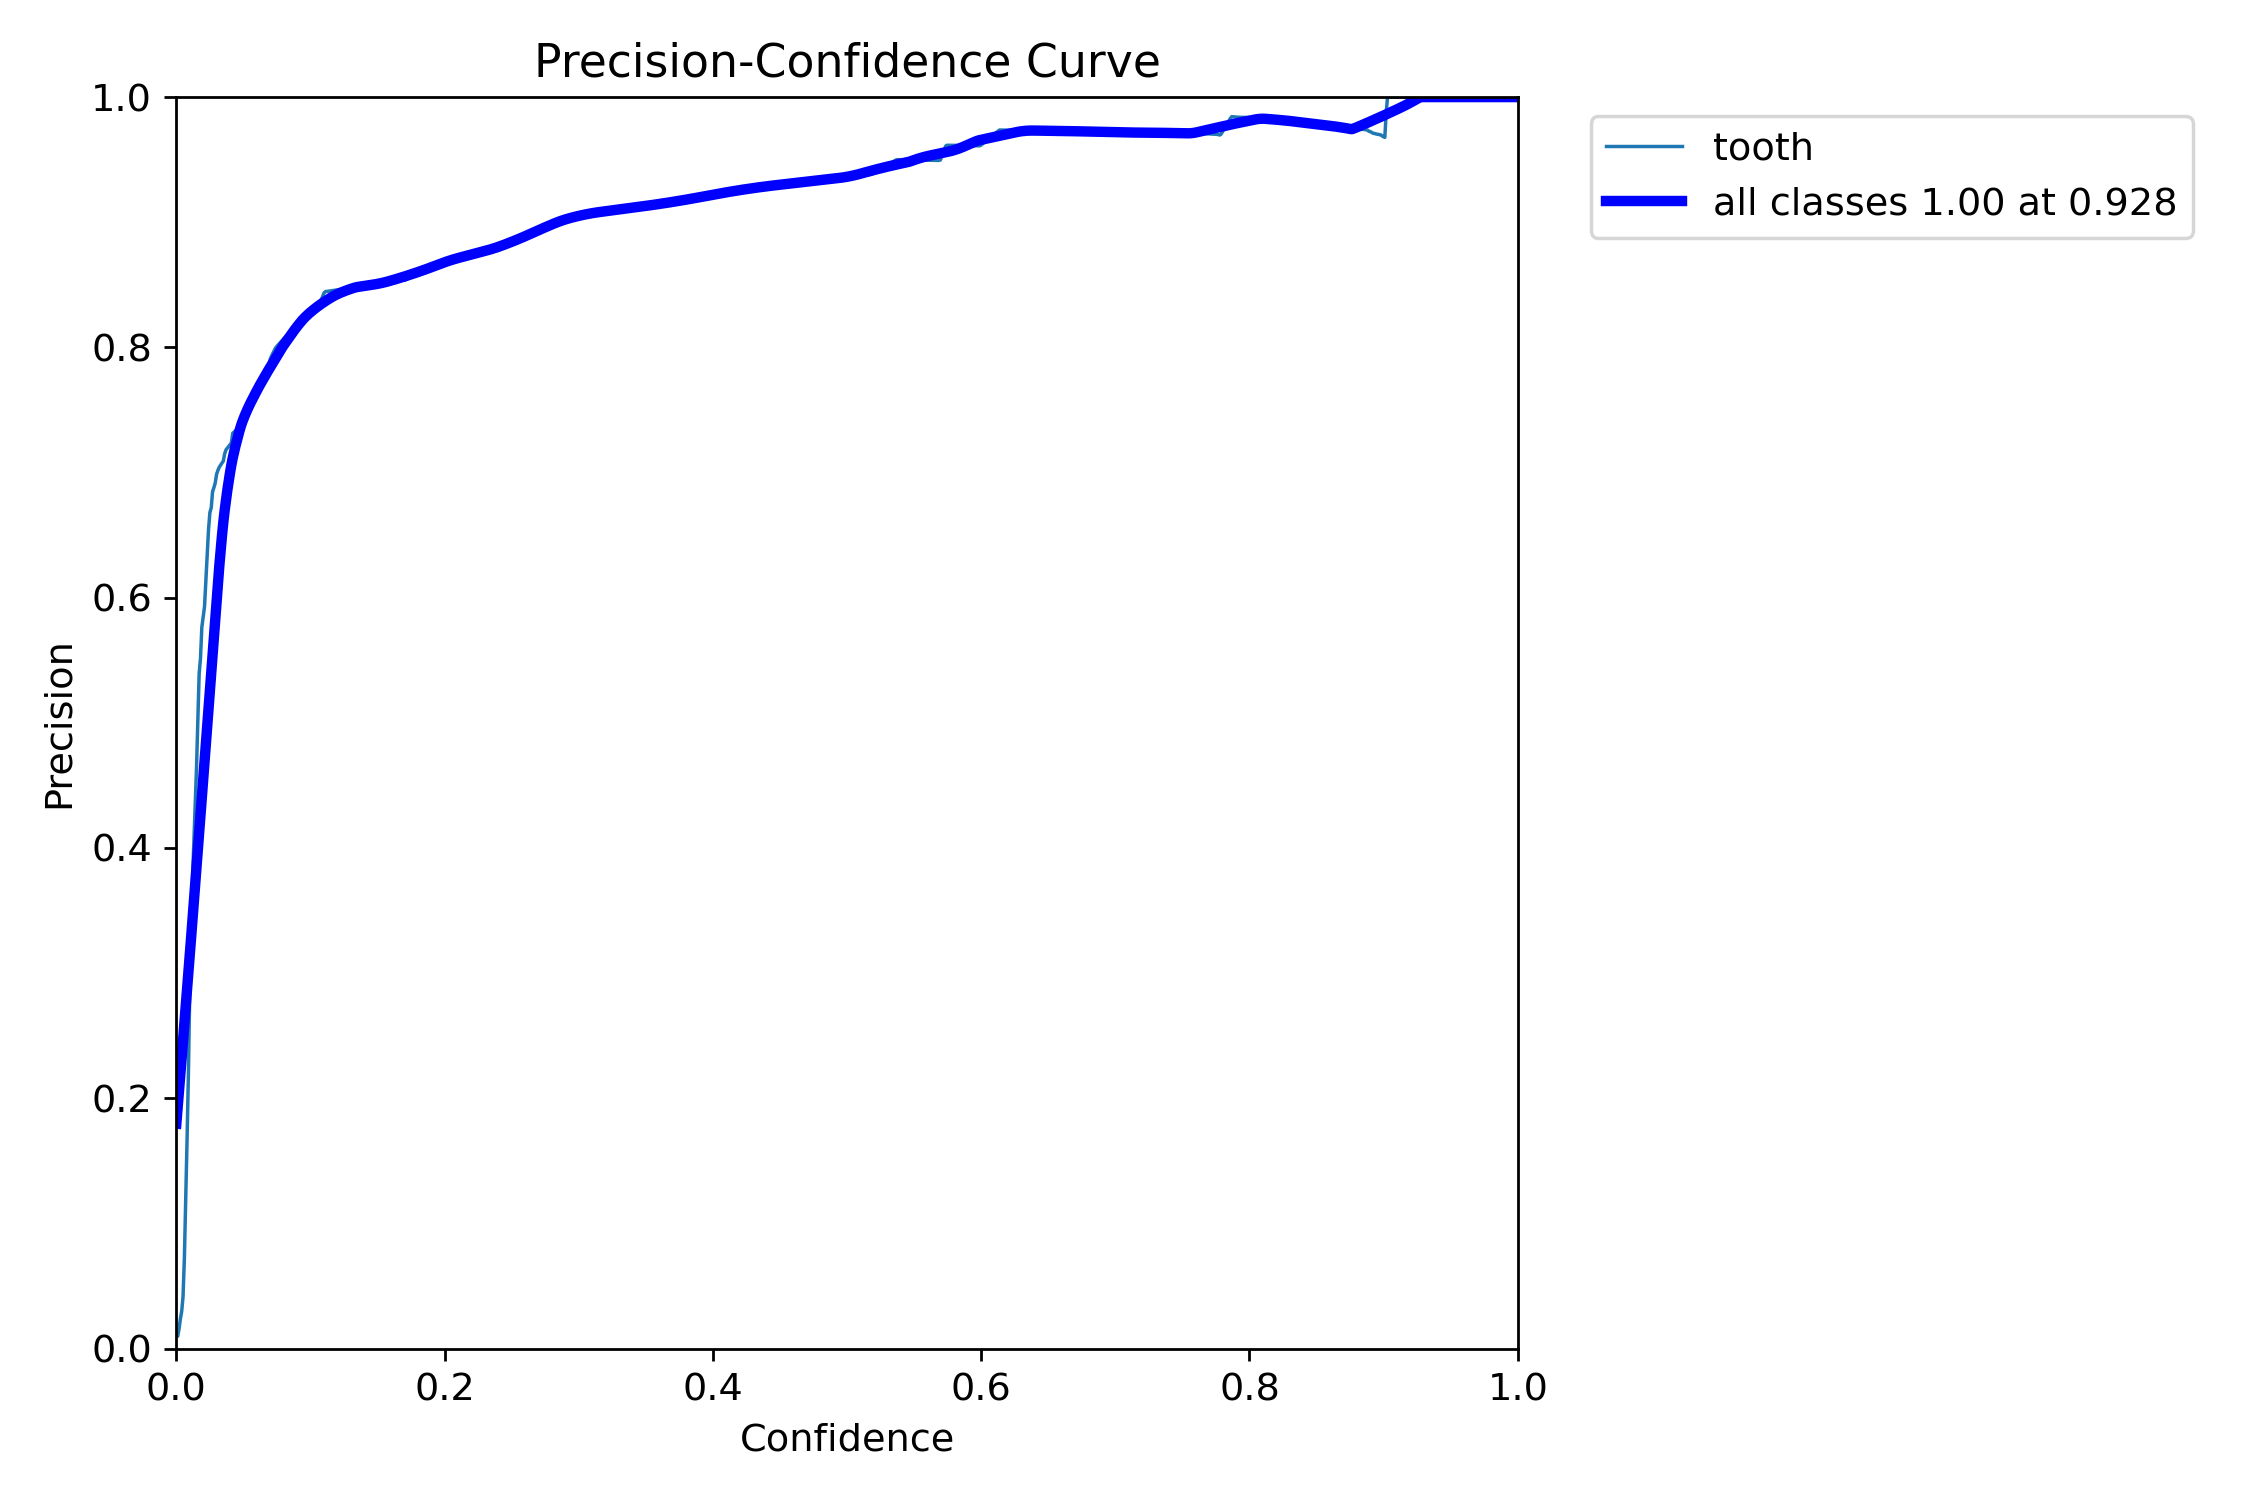 Precision-Confidence Curve
1.0
0.8
0.6
0.4
0.2
0.0
Precision
0.0 0.2 0.4 0.6 0.8 1.0
Confidence
tooth
all classes 1.00 at 0.928